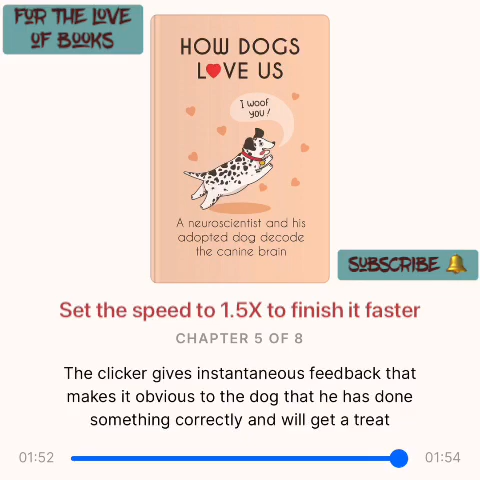 FOR THE LOVE
OF BOOKS
HOW DOGS
LOVE US
I woof
you!
A neuroscientist and his
adopted dog decode
the canine brain
SUBSCRIBE
Set the speed to 1.5X to finish it faster
CHAPTER 5 OF 8
The clicker gives instantaneous feedback that
makes it obvious to the dog that he has done
something correctly and will get a treat
01:52
01:54